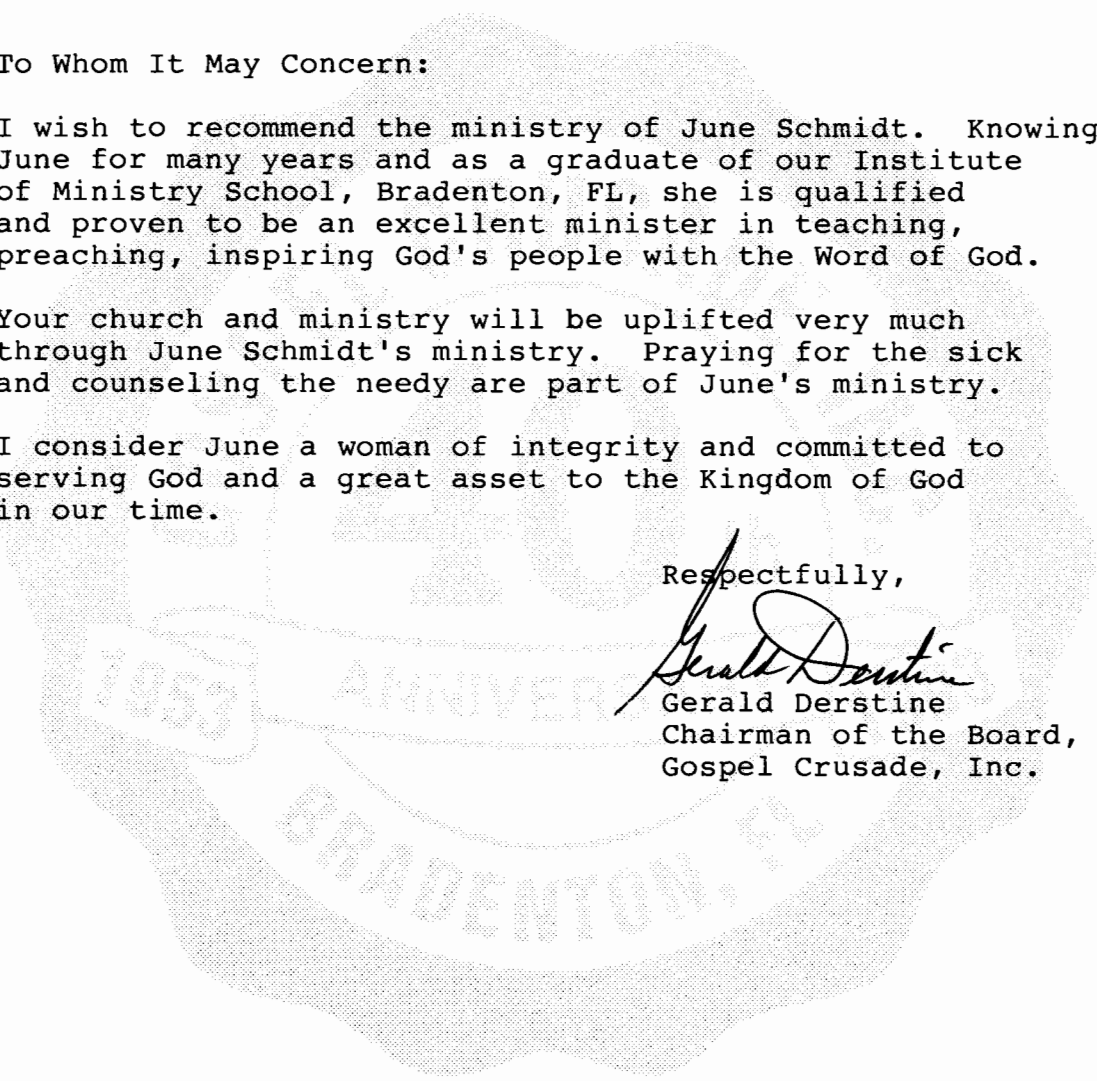 To Whom It May Concern:
I wish to recommend the ministry of June Schmidt. Knowing
June for many years and as a graduate of our Institute
of Ministry School, Bradenton, FL, she is qualified
and proven to be an excellent minister in teaching,
preaching, inspiring God's people with the Word of God.
Your church and ministry will be uplifted very much
through June Schmidt's ministry. Praying for the sick
and counseling the needy are part of June's ministry.
I consider June a woman of integrity and committed to
serving God and a great asset to the Kingdom of God
in our time.
Respectfully,
Gerald Derstine
Gerald Derstine
Chairman of the Board,
Gospel Crusade, Inc.
40th
1953 ANNIVERS
BRADENTON, FL